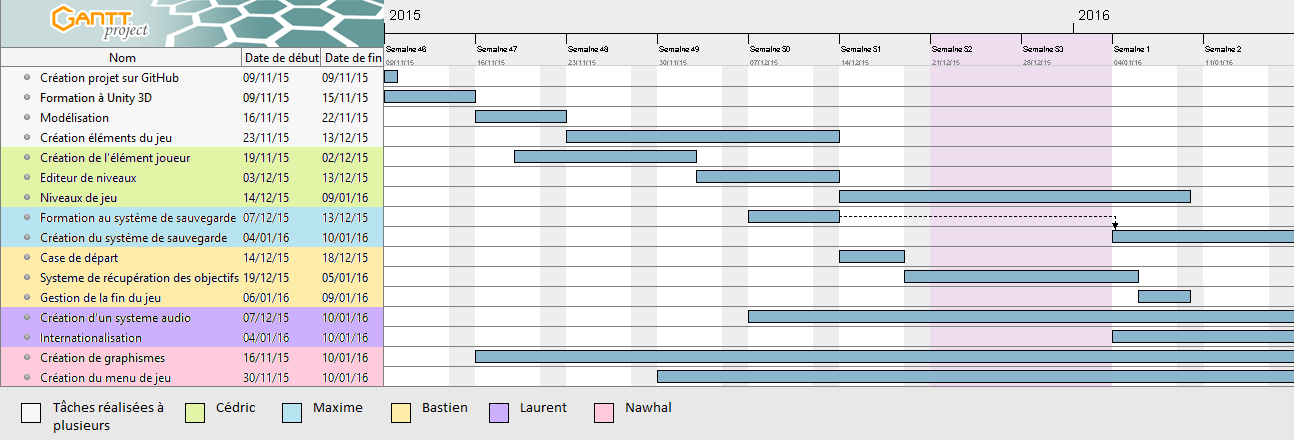 GANTT project
2015
2016
Semaine 46 Semaine 47 Semaine 48 Semaine 49 Semaine 50 Semaine 51 Semaine 52 Semaine 53 Semaine 1 Semaine 2
Nom Date de début Date de fin 09/11/15 16/11/15 23/11/15 30/11/15 07/12/15 14/12/15 21/12/15 28/12/15 04/01/16 11/01/16
Création projet sur GitHub 09/11/15 09/11/15
Formation à Unity 3D 09/11/15 15/11/15
Modélisation 16/11/15 22/11/15
Création éléments du jeu 23/11/15 13/12/15
Création de l'élément joueur 19/11/15 02/12/15
Editeur de niveaux 03/12/15 13/12/15
Niveaux de jeu 14/12/15 09/01/16
Formation au système de sauvegarde 07/12/15 13/12/15
Création du système de sauvegarde 04/01/16 10/01/16
Case de départ 14/12/15 18/12/15
Systeme de récupération des objectifs 19/12/15 05/01/16
Gestion de la fin du jeu 06/01/16 09/01/16
Création d'un systeme audio 07/12/15 10/01/16
Internationalisation 04/01/16 10/01/16
Création de graphismes 16/11/15 10/01/16
Création du menu de jeu 30/11/15 10/01/16
Tâches réalisées à
plusieurs
Cédric
Maxime
Bastien
Laurent
Nawhal